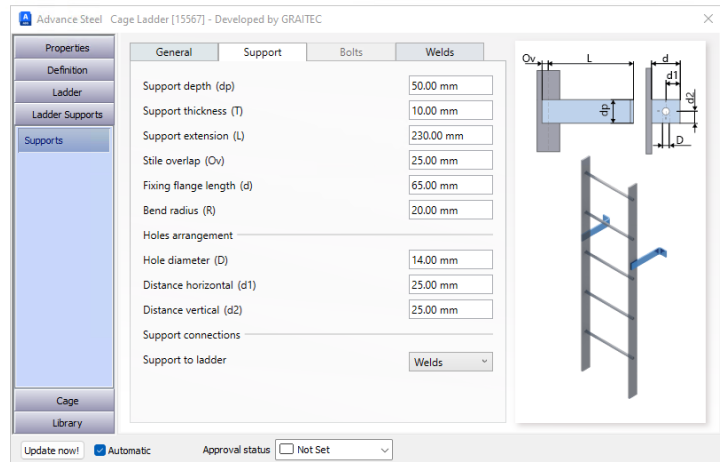 Advance Steel   Cage Ladder [15567] - Developed by GRAITEC
Properties
Definition
Ladder
Ladder Supports
Supports
Cage
Library
General Support Bolts Welds
Support depth (dp) 50.00 mm
Support thickness (T) 10.00 mm
Support extension (L) 230.00 mm
Stile overlap (Ov) 25.00 mm
Fixing flange length (d) 65.00 mm
Bend radius (R) 20.00 mm
Holes arrangement
Hole diameter (D) 14.00 mm
Distance horizontal (d1) 25.00 mm
Distance vertical (d2) 25.00 mm
Support connections
Support to ladder Welds
Ov L d
d1
dp d2
D
Update now! Automatic Approval status Not Set